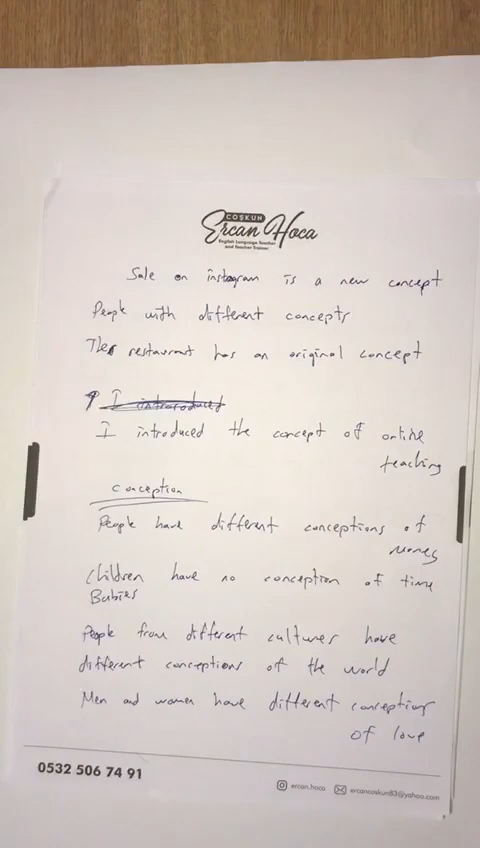 COŞKUN
Ercan Hoca
English Language Teacher
and Teacher Trainer
Sale on instagram is a new concept
People with different concepts
The restaurant has an original concept
I introduced
I introduced the concept of online
teaching
Conception
People have different conceptions of
money
Children have no conception of time
Babies
People from different cultures have
different conceptions of the world
Men and women have different conceptions
of love
0532 506 74 91
ercan.hoca
ercancoskun83@yahoo.com